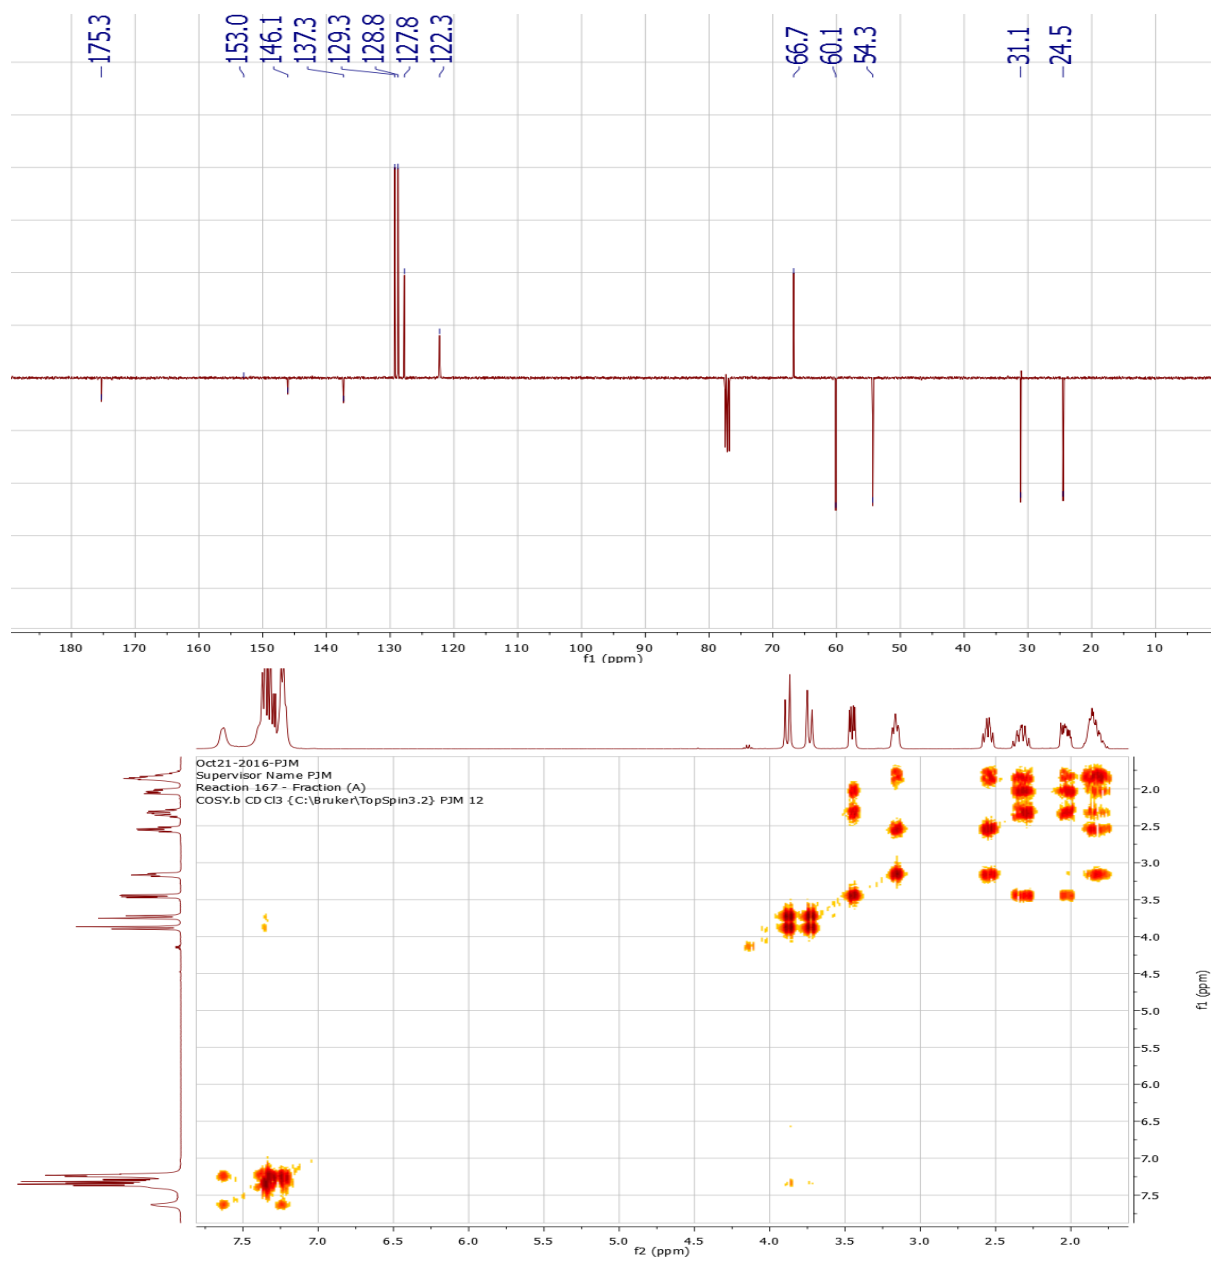 175.3 153.0 146.1 137.3 129.3 128.8 127.8 122.3 66.7 60.1 54.3 31.1 24.5
180 170 160 150 140 130 120 110 100 90 80 70 60 50 40 30 20 10
f1 (ppm)
Oct21-2016-PJM
Supervisor Name PJM
Reaction 167 - Fraction (A)
COSY.b CDCl3 {C:\Bruker\TopSpin3.2} PJM 12
2.0
2.5
3.0
3.5
4.0
4.5
5.0
5.5
6.0
6.5
7.0
7.5
f1 (ppm)
7.5 7.0 6.5 6.0 5.5 5.0 4.5 4.0 3.5 3.0 2.5 2.0
f2 (ppm)